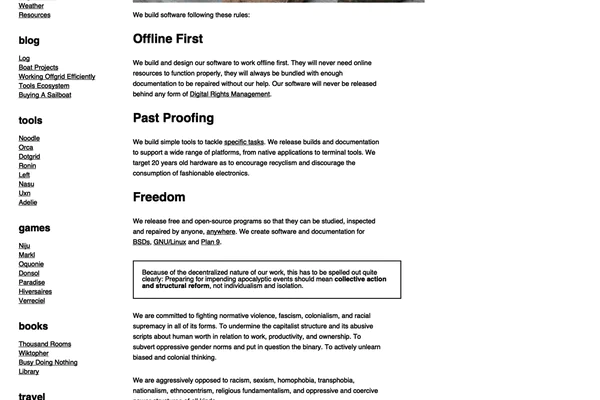 Weather
Resources
blog
Log
Boat Projects
Working Offgrid Efficiently
Tools Ecosystem
Buying A Sailboat
tools
Noodle
Orca
Dotgrid
Ronin
Left
Nasu
Uxn
Adelie
games
Niju
Markl
Oquonie
Donsol
Paradise
Hiversaires
Verreciel
books
Thousand Rooms
Wiktopher
Busy Doing Nothing
Library
travel
We build software following these rules:
Offline First
We build and design our software to work offline first. They will never need online
resources to function properly, they will always be bundled with enough
documentation to be repaired without our help. Our software will never be released
behind any form of Digital Rights Management.
Past Proofing
We build simple tools to tackle specific tasks. We release builds and documentation
to support a wide range of platforms, from native applications to terminal tools. We
target 20 years old hardware as to encourage recyclism and discourage the
consumption of fashionable electronics.
Freedom
We release free and open-source programs so that they can be studied, inspected
and repaired by anyone, anywhere. We create software and documentation for
BSDs, GNU/Linux and Plan 9.
Because of the decentralized nature of our work, this has to be spelled out quite
clearly: Preparing for impending apocalyptic events should mean collective action
and structural reform, not individualism and isolation.
We are committed to fighting normative violence, fascism, colonialism, and racial
supremacy in all of its forms. To undermine the capitalist structure and its abusive
scripts about human worth in relation to work, productivity, and ownership. To
subvert oppressive gender norms and put in question the binary. To actively unlearn
biased and colonial thinking.
We are aggressively opposed to racism, sexism, homophobia, transphobia,
nationalism, ethnocentrism, religious fundamentalism, and oppressive and coercive